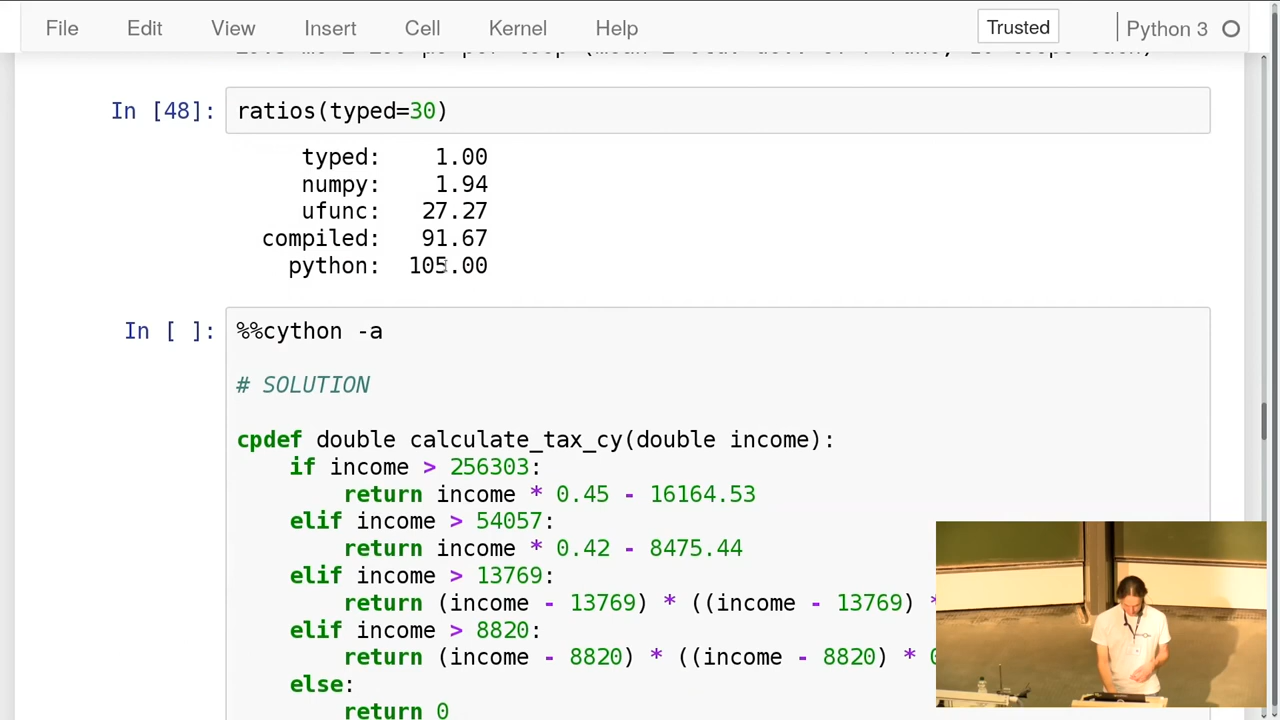 File Edit View Insert Cell Kernel Help Trusted Python 3
In [48]: ratios(typed=30)
typed: 1.00
numpy: 1.94
ufunc: 27.27
compiled: 91.67
python: 105.00
In [ ]: %%cython -a
# SOLUTION
cpdef double calculate_tax_cy(double income):
if income > 256303:
return income * 0.45 - 16164.53
elif income > 54057:
return income * 0.42 - 8475.44
elif income > 13769:
return (income - 13769) * ((income - 13769) *
elif income > 8820:
return (income - 8820) * ((income - 8820) *
else:
return 0